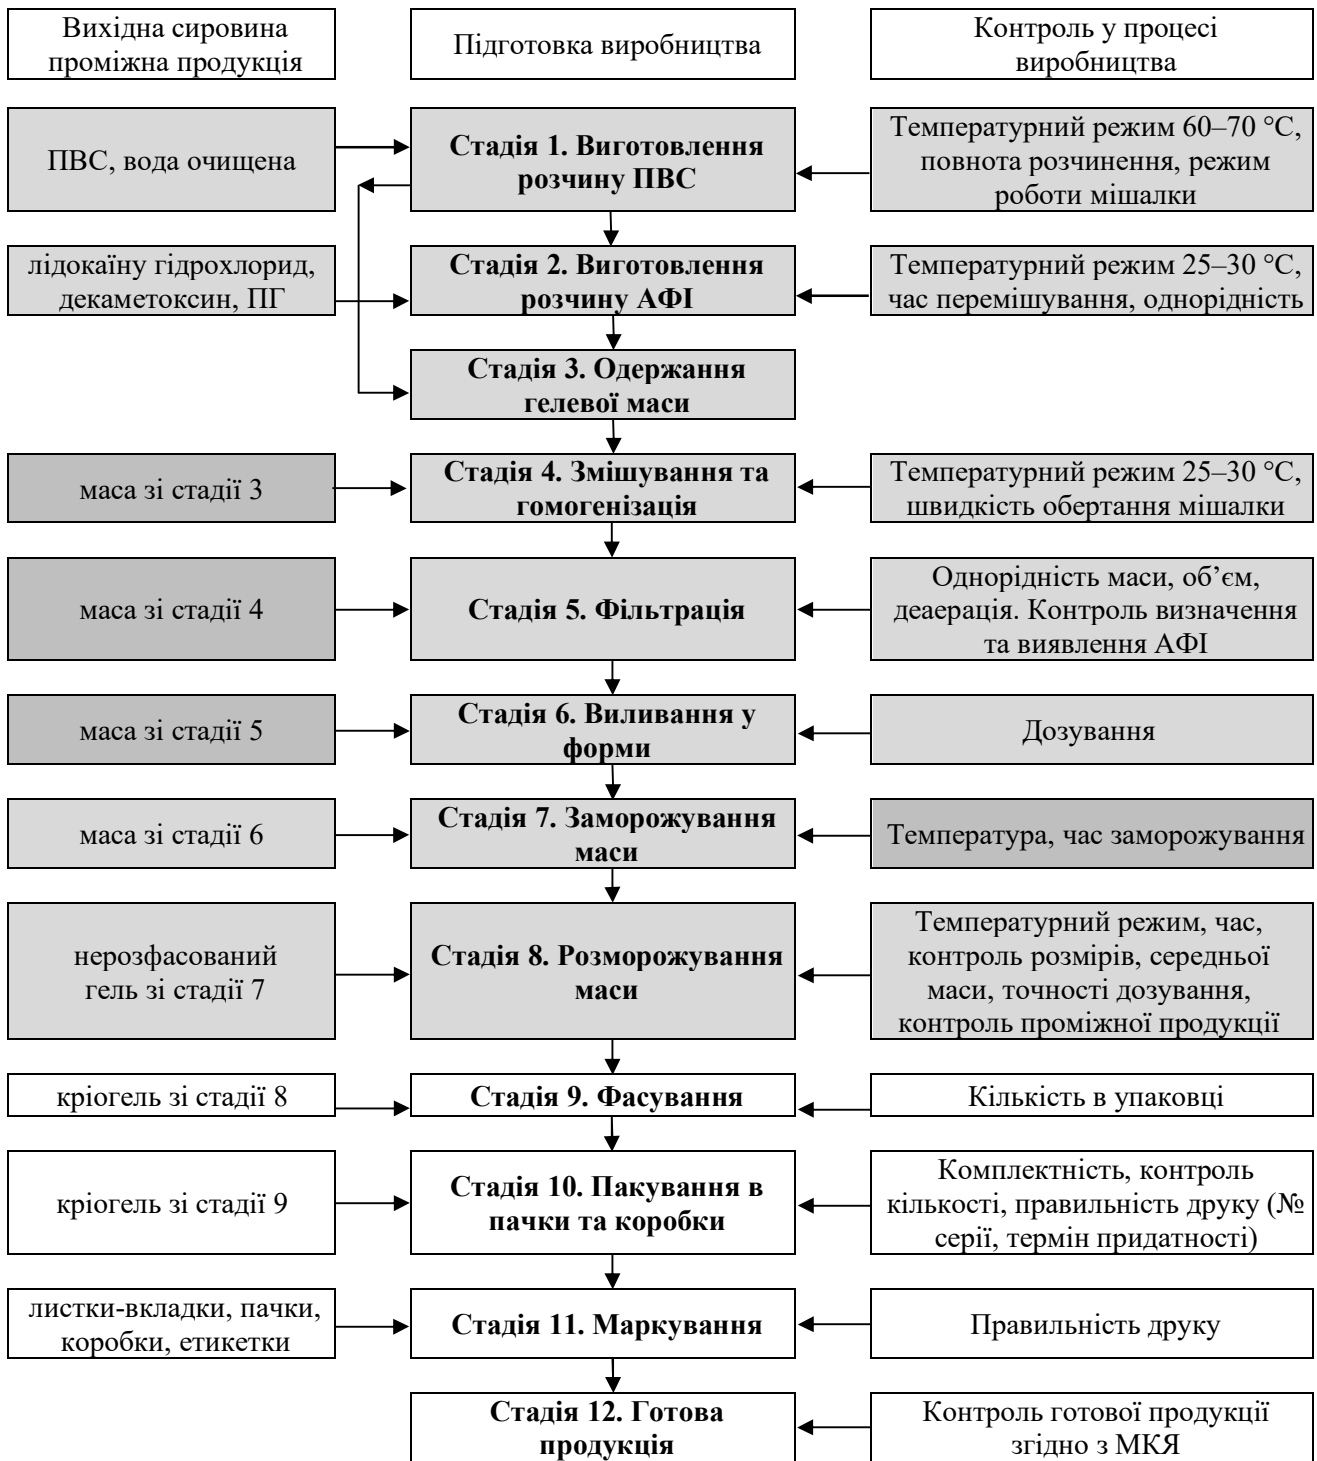 Вихідна сировина
проміжна продукція
Підготовка виробництва
Контроль у процесі
виробництва
ПВС, вода очищена
Стадія 1. Виготовлення
розчину ПВС
Температурний режим 60–70 °С,
повнота розчинення, режим
роботи мішалки
лідокаїну гідрохлорид,
декаметоксин, ПГ
Стадія 2. Виготовлення
розчину АФІ
Температурний режим 25–30 °С,
час перемішування, однорідність
Стадія 3. Одержання
гелевої маси
маса зі стадії 3
Стадія 4. Змішування та
гомогенізація
Температурний режим 25–30 °С,
швидкість обертання мішалки
маса зі стадії 4
Стадія 5. Фільтрація
Однорідність маси, об’єм,
деаерація. Контроль визначення
та виявлення АФІ
маса зі стадії 5
Стадія 6. Виливання у
форми
Дозування
маса зі стадії 6
Стадія 7. Заморожування
маси
Температура, час заморожування
нерозфасований
гель зі стадії 7
Стадія 8. Розморожування
маси
Температурний режим, час,
контроль розмірів, середньої
маси, точності дозування,
контроль проміжної продукції
кріогель зі стадії 8
Стадія 9. Фасування
Кількість в упаковці
кріогель зі стадії 9
Стадія 10. Пакування в
пачки та коробки
Комплектність, контроль
кількості, правильність друку (№
серії, термін придатності)
листки-вкладки, пачки,
коробки, етикетки
Стадія 11. Маркування
Правильність друку
Стадія 12. Готова
продукція
Контроль готової продукції
згідно з МКЯ